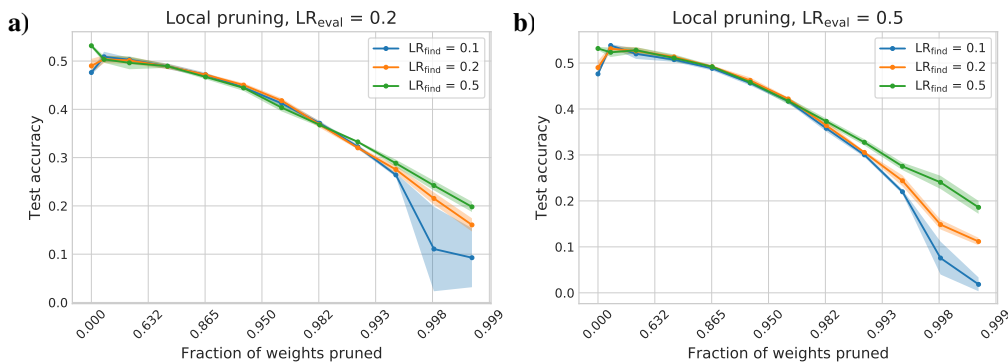 a)
Local pruning, LR_eval = 0.2
Test accuracy
0.5
0.4
0.3
0.2
0.1
0.0
LR_find = 0.1
LR_find = 0.2
LR_find = 0.5
0.000 0.632 0.865 0.950 0.982 0.993 0.998 0.999
Fraction of weights pruned
b)
Local pruning, LR_eval = 0.5
Test accuracy
0.5
0.4
0.3
0.2
0.1
0.0
LR_find = 0.1
LR_find = 0.2
LR_find = 0.5
0.000 0.632 0.865 0.950 0.982 0.993 0.998 0.999
Fraction of weights pruned